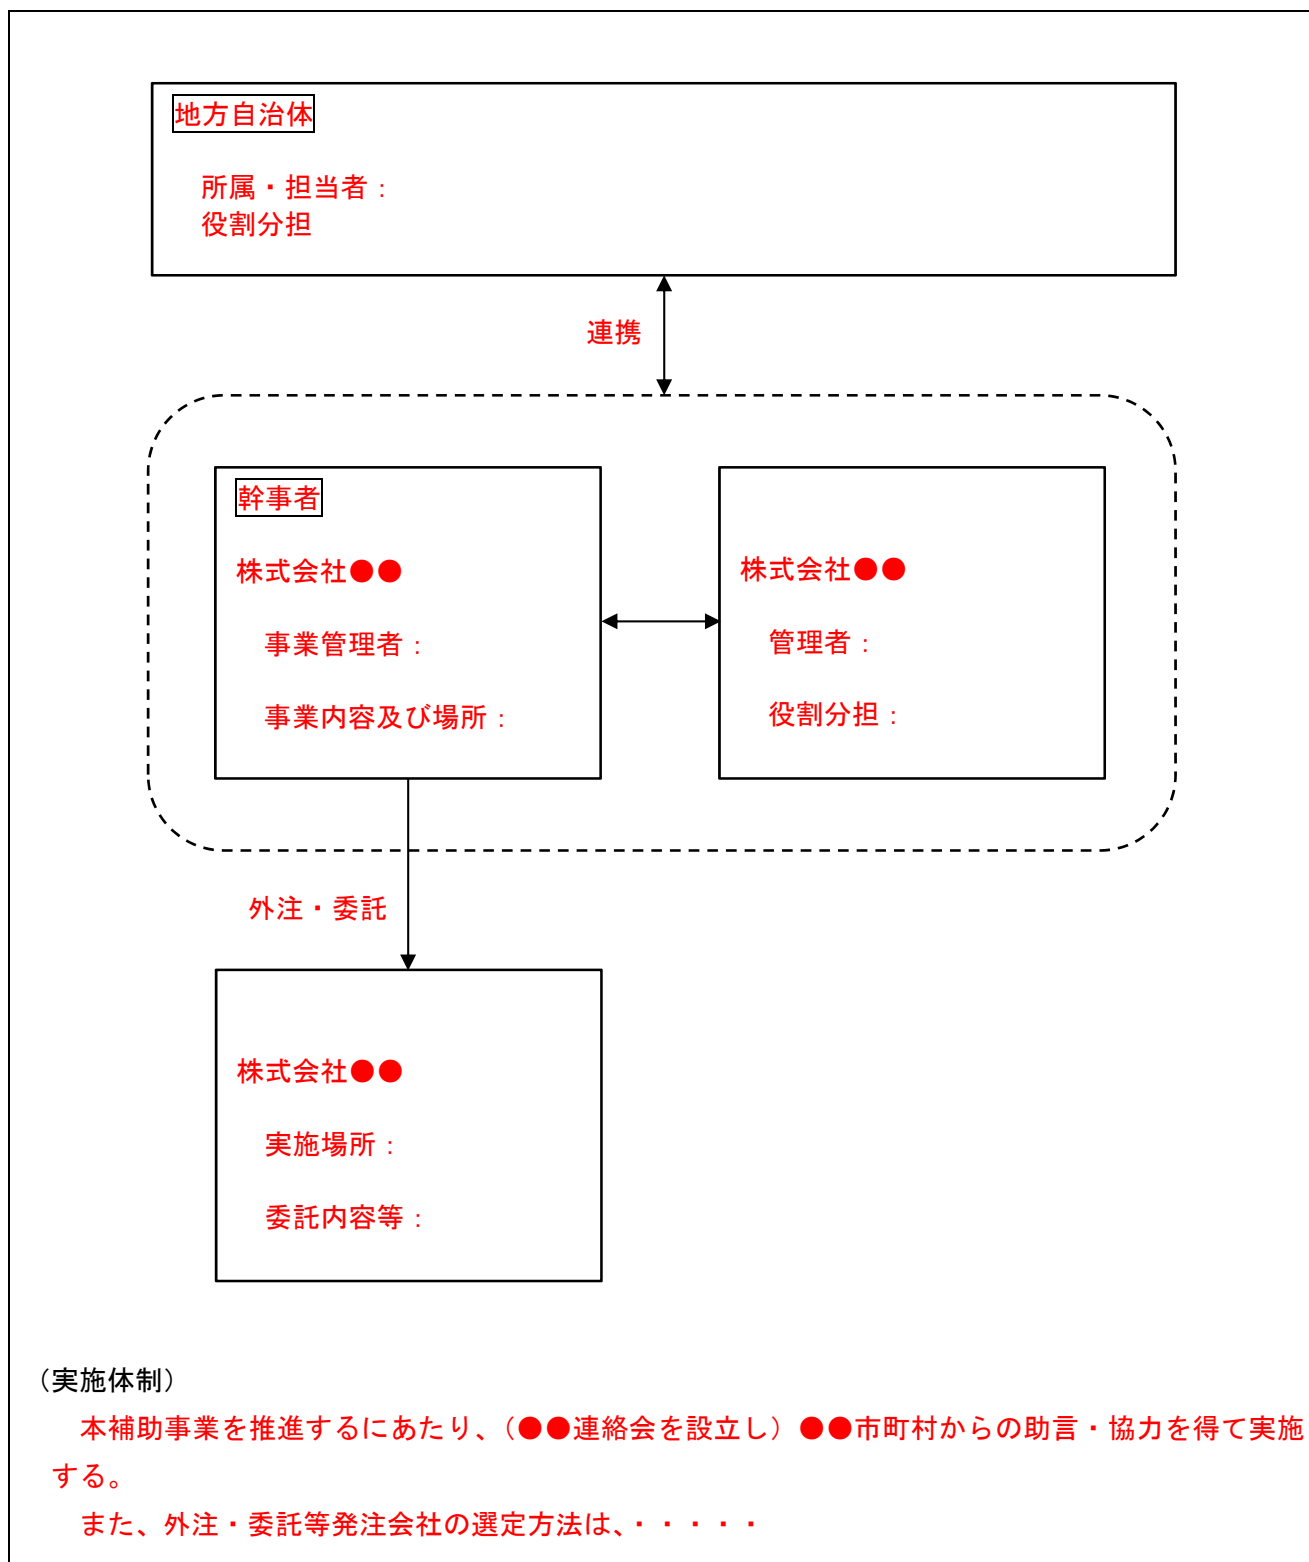 地方自治体
所属・担当者：
役割分担
連携
幹事者
株式会社●●
事業管理者：
事業内容及び場所：
株式会社●●
管理者：
役割分担：
外注・委託
株式会社●●
実施場所：
委託内容等：
（実施体制）
本補助事業を推進するにあたり、（●●連絡会を設立し）●●市町村からの助言・協力を得て実施
する。
また、外注・委託等発注会社の選定方法は、・・・・・